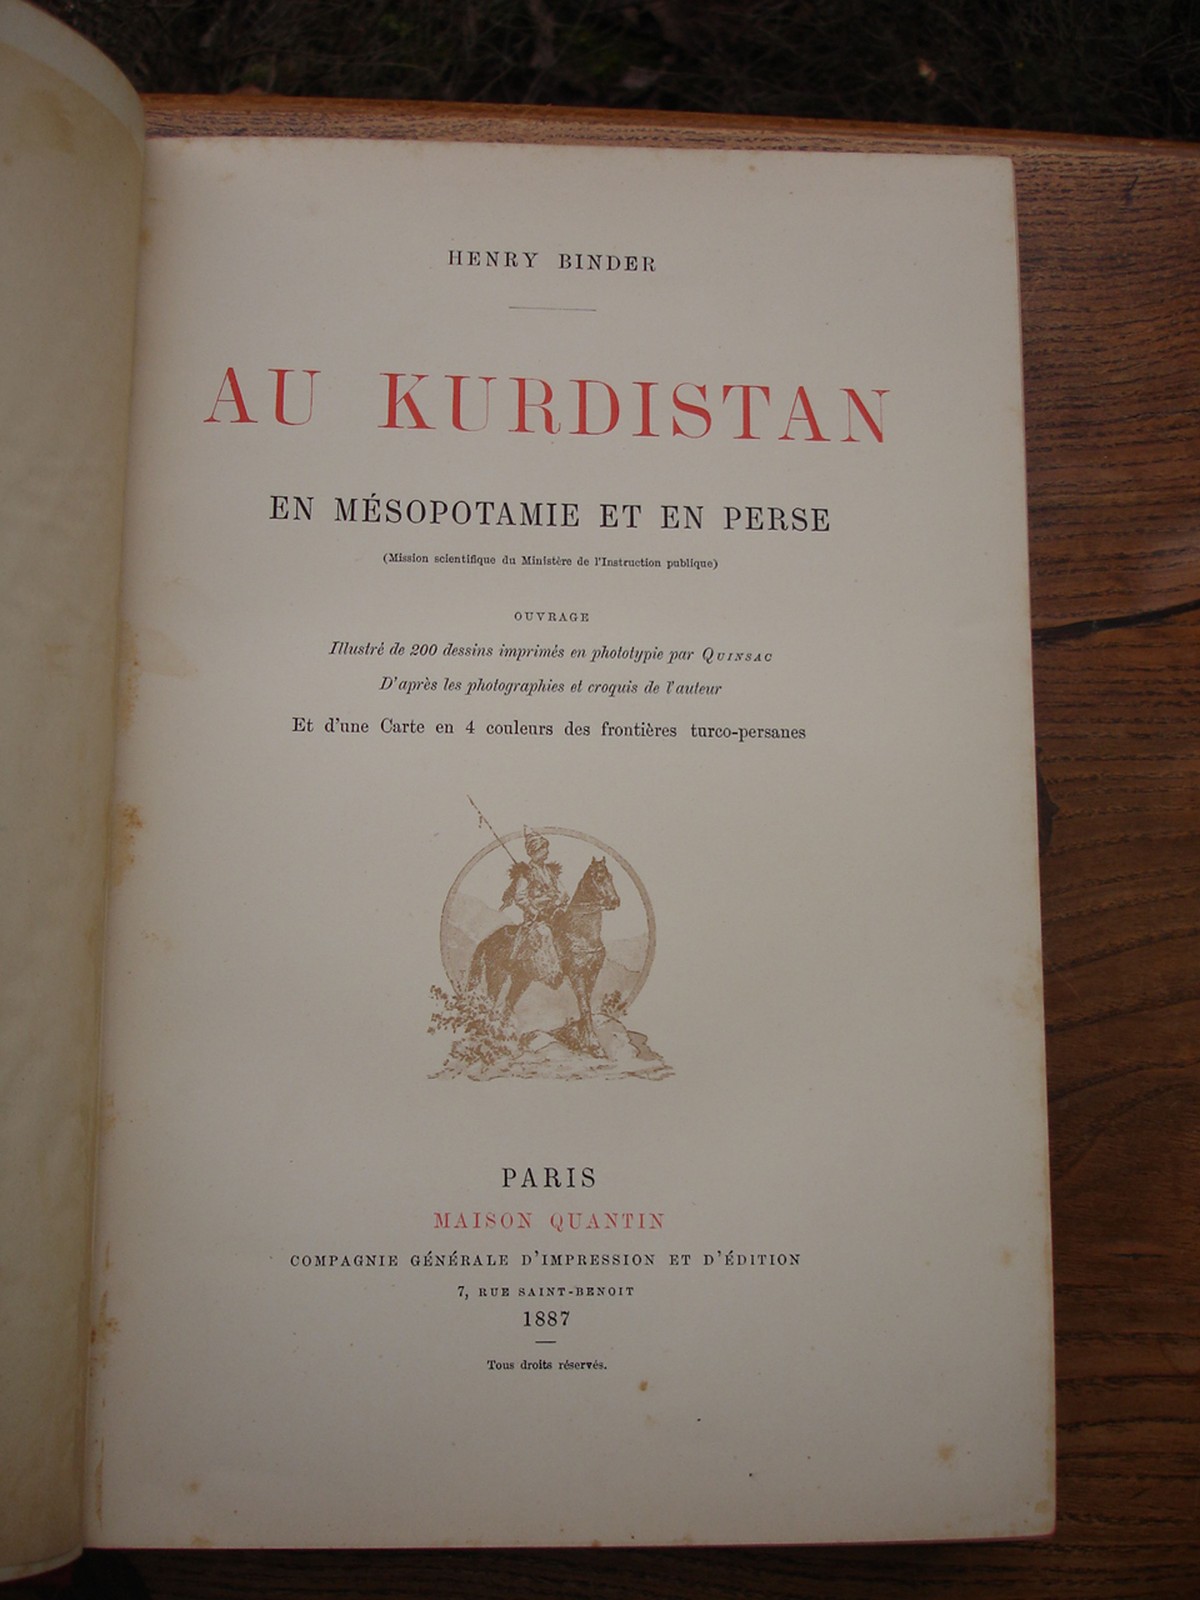 HENRY BINDER
AU KURDISTAN
EN MÉSOPOTAMIE ET EN PERSE
(Mission scientifique du Ministère de l'Instruction publique)
OUVRAGE
Illustré de 200 dessins imprimés en phototypie par QUINSAC
D'après les photographies et croquis de l'auteur
Et d'une Carte en 4 couleurs des frontières turco-persanes
PARIS
MAISON QUANTIN
COMPAGNIE GÉNÉRALE D'IMPRESSION ET D'ÉDITION
7, RUE SAINT-BENOIT
1887
Tous droits réservés.